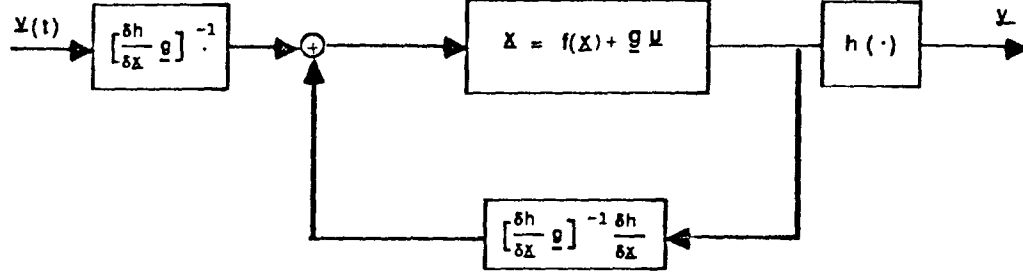 v(t)
[δh/δx g]⁻¹
+
x = f(x) + g u
h(·)
y
[δh/δx g]⁻¹ δh/δx